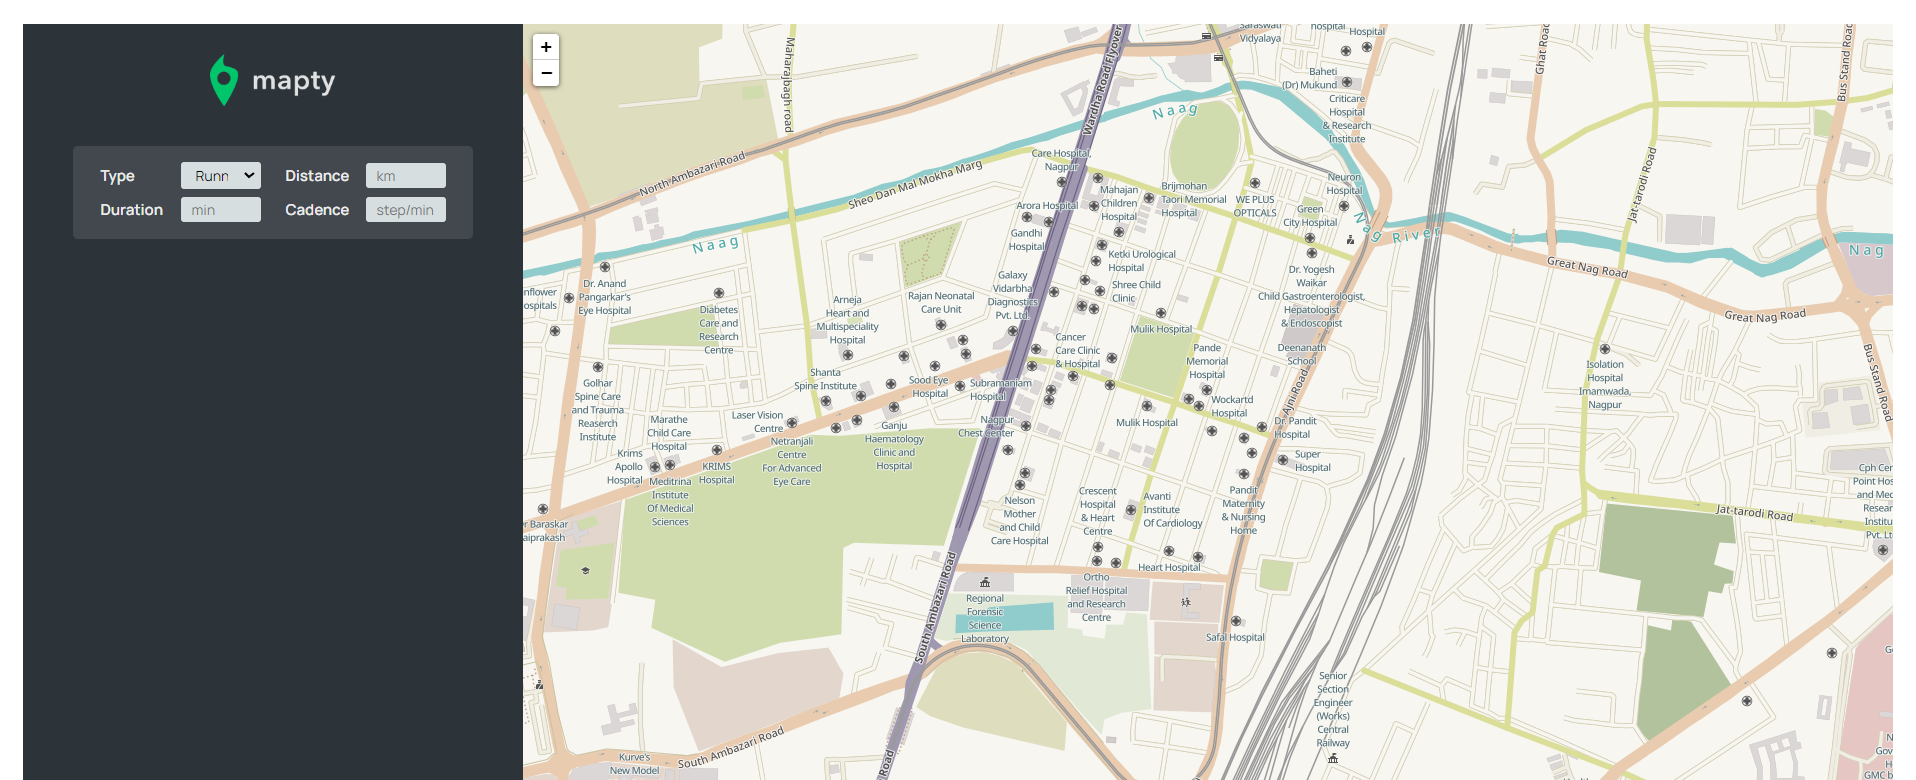 mapty
Type
Runn
Distance
km
Duration
min
Cadence
step/min
+
−
Maharajbagh road
Wardha Road Flyover
Saraswati
Vidyalaya
hospital
Hospital
Ghat Road
Bus Stand Road
Baheti
(Dr) Mukund
Criticare
Hospital
& Research
Institute
Naag
North Ambazari Road
Sheo Dan Mal Mokha Marg
Care Hospital,
Nagpur
Mahajan
Children
Hospital
Brijmohan
Taori Memorial
Hospital
WE PLUS
OPTICALS
Neuron
Hospital
Green
City Hospital
Jat-tarodi Road
Arora Hospital
Gandhi
Hospital
Naag
Nag River
Nag
Ketki Urological
Hospital
Great Nag Road
Dr. Anand
Pangarkar's
Eye Hospital
nflower
ospitals
Galaxy
Vidarbha
Diagnostics
Pvt. Ltd.
Shree Child
Clinic
Dr. Yogesh
Waikar
Child Gastroenterologist,
Hepatologist
& Endoscopist
Diabetes
Care and
Research
Centre
Arneja
Heart and
Multispeciality
Hospital
Rajan Neonatal
Care Unit
Mulik Hospital
Great Nag Road
Cancer
Care Clinic
& Hospital
Pande
Memorial
Hospital
Deenanath
School
Isolation
Hospital
Imamwada,
Nagpur
Bus Stand Road
Golhar
Spine Care
and Trauma
Reaserch
Institute
Shanta
Spine Institute
Sood Eye
Hospital
Subramaniam
Hospital
Ajni Road
Wockartd
Hospital
Marathe
Child Care
Hospital
Laser Vision
Centre
Nagpur
Chest Center
Mulik Hospital
Dr. Pandit
Hospital
Ganju
Haematology
Clinic and
Hospital
Netranjali
Centre
For Advanced
Eye Care
Krims
Apollo
Hospital
KRIMS
Hospital
Meditrina
Institute
Of Medical
Sciences
Super
Hospital
Cph Cen
Point Hos
and Med
Resear
Institu
Pvt. Lt
Nelson
Mother
and Child
Care Hospital
Crescent
Hospital
& Heart
Centre
Avanti
Institute
Of Cardiology
Pandit
Maternity
& Nursing
Home
Jat-tarodi Road
r Baraskar
aiprakash
Heart Hospital
South Ambazari Road
Regional
Forensic
Science
Laboratory
Ortho
Relief Hospital
and Research
Centre
Safal Hospital
Senior
Section
Engineer
(Works)
Central
Railway
South Ambazari Road
Road
Kurve's
New Model
GMC b